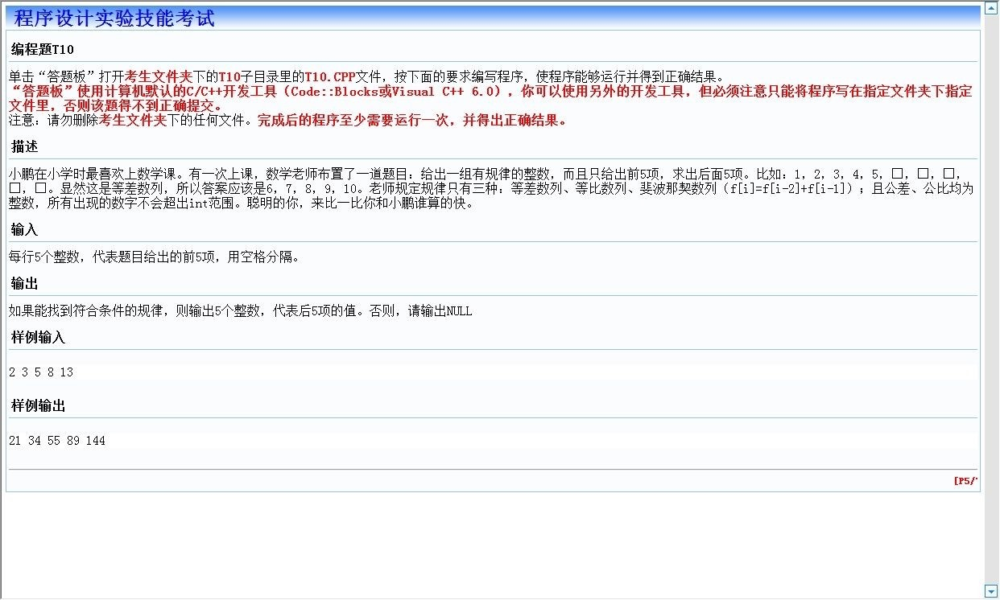 程序设计实验技能考试
编程题T10
单击“答题板”打开考生文件夹下的T10子目录里的T10.CPP文件，按下面的要求编写程序，使程序能够运行并得到正确结果。
“答题板”使用计算机默认的C/C++开发工具（Code::Blocks或Visual C++ 6.0），你可以使用另外的开发工具，但必须注意只能将程序写在指定文件夹下指定
文件里，否则该题得不到正确提交。
注意：请勿删除考生文件夹下的任何文件。完成后的程序至少需要运行一次，并得出正确结果。
描述
小鹏在小学时最喜欢上数学课。有一次上课，数学老师布置了一道题目：给出一组有规律的整数，而且只给出前5项，求出后面5项。比如：1，2，3，4，5，口，口，口，
口，口。显然这是等差数列，所以答案应该是6，7，8，9，10。老师规定规律只有三种：等差数列、等比数列、斐波那契数列（f[i]=f[i-2]+f[i-1]）；且公差、公比均为
整数，所有出现的数字不会超出int范围。聪明的你，来比一比你和小鹏谁算的快。
输入
每行5个整数，代表题目给出的前5项，用空格分隔。
输出
如果能找到符合条件的规律，则输出5个整数，代表后5项的值。否则，请输出NULL
样例输入
2 3 5 8 13
样例输出
21 34 55 89 144
[P5/